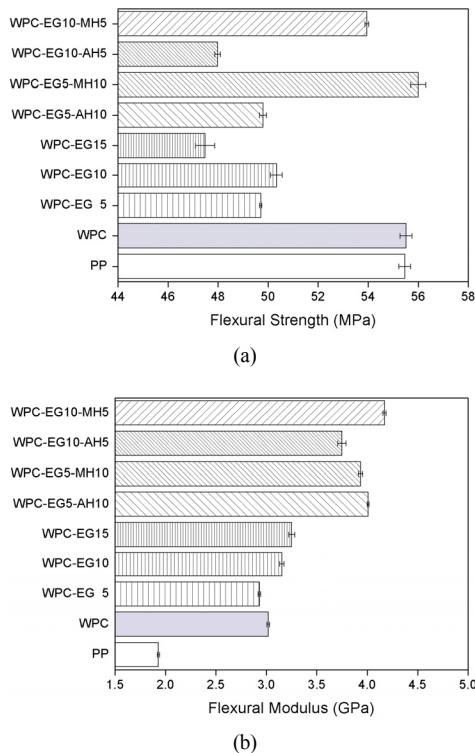 WPC-EG10-MH5
WPC-EG10-AH5
WPC-EG5-MH10
WPC-EG5-AH10
WPC-EG15
WPC-EG10
WPC-EG 5
WPC
PP
44 46 48 50 52 54 56 58
Flexural Strength (MPa)
(a)
WPC-EG10-MH5
WPC-EG10-AH5
WPC-EG5-MH10
WPC-EG5-AH10
WPC-EG15
WPC-EG10
WPC-EG 5
WPC
PP
1.5 2.0 2.5 3.0 3.5 4.0 4.5 5.0
Flexural Modulus (GPa)
(b)